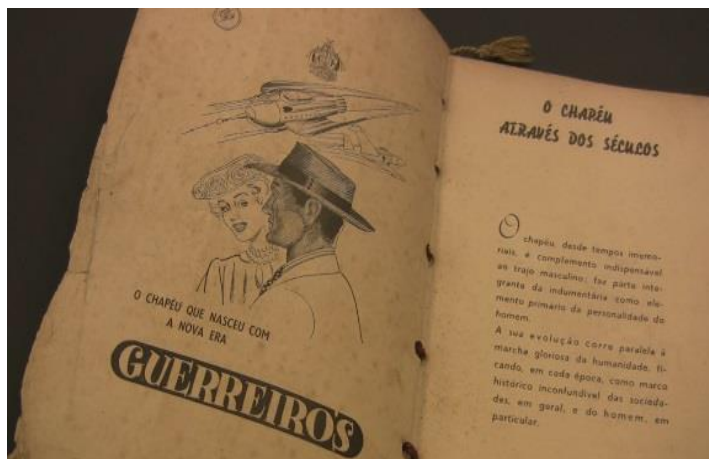 O CHAPÉU QUE NASCEU COM
A NOVA ERA
GUERREIRO'S
O CHAPÉU
ATRAVÉS DOS SÉCULOS
O chapéu, desde tempos imemo-
riais, é complemento indispensável
ao trajo masculino; faz parte inte-
grante da indumentária como ele-
mento primário da personalidade do
homem.
A sua evolução corre paralela à
marcha gloriosa da humanidade, fi-
cando, em cada época, como marco
histórico inconfundível das socieda-
des, em geral, e do homem, em
particular.